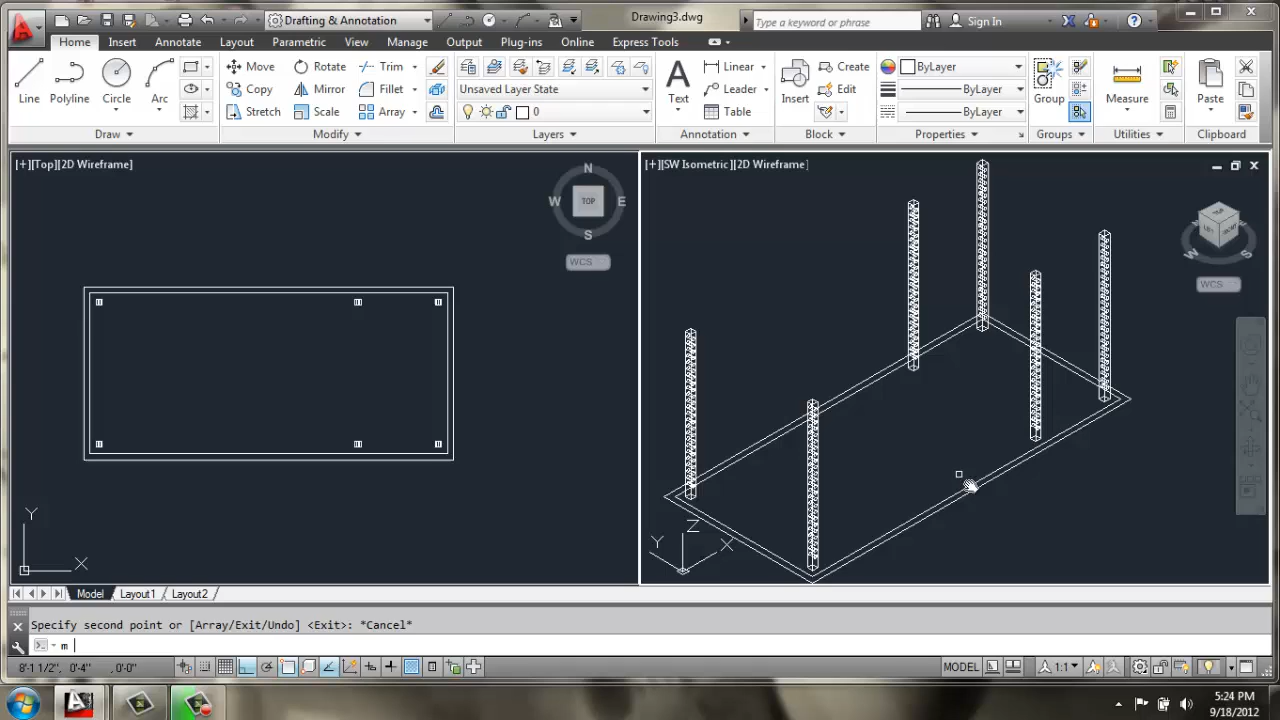 Drafting & Annotation
Drawing3.dwg
Type a keyword or phrase
Sign In
Home Insert Annotate Layout Parametric View Manage Output Plug-ins Online Express Tools
Line Polyline Circle Arc
Move Rotate Trim
Copy Mirror Fillet
Stretch Scale Array
Unsaved Layer State
0
Text
Linear
Leader
Table
Insert
Create
Edit
ByLayer
ByLayer
ByLayer
Group
Measure
Paste
Draw Modify Layers Annotation Block Properties Groups Utilities Clipboard
[+][Top][2D Wireframe]
N
W TOP E
S
WCS
Y
X
[+][SW Isometric][2D Wireframe]
TOP
LEFT FRONT
W S
WCS
Z
Y X
Model Layout1 Layout2
Specify second point or [Array/Exit/Undo] <Exit>: *Cancel*
m
8'-1 1/2", 0'-4" , 0'-0"
MODEL
1:1
5:24 PM
9/18/2012